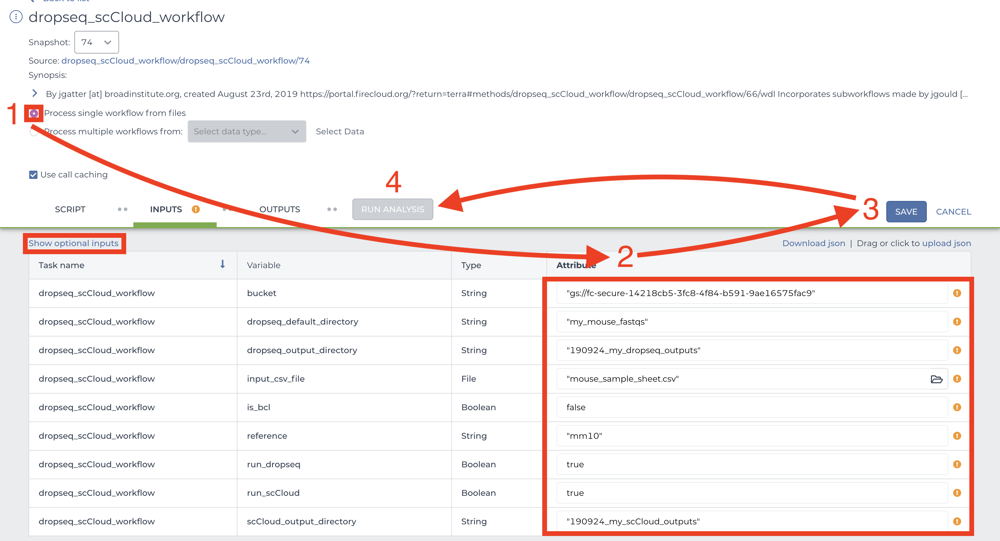 Back to list
dropseq_scCloud_workflow
Snapshot: 74
Source: dropseq_scCloud_workflow/dropseq_scCloud_workflow/74
Synopsis:
By jgatter [at] broadinstitute.org, created August 23rd, 2019 https://portal.firecloud.org/?return=terra#methods/dropseq_scCloud_workflow/dropseq_scCloud_workflow/66/wdl Incorporates subworkflows made by jgould [...
1 Process single workflow from files
Process multiple workflows from: Select data type... Select Data
Use call caching
4
SCRIPT INPUTS ! OUTPUTS RUN ANALYSIS 3 SAVE CANCEL
Show optional inputs Download json | Drag or click to upload json
2
Task name Variable Type Attribute
dropseq_scCloud_workflow bucket String "gs://fc-secure-14218cb5-3fc8-4f84-b591-9ae16575fac9" !
dropseq_scCloud_workflow dropseq_default_directory String "my_mouse_fastqs" !
dropseq_scCloud_workflow dropseq_output_directory String "190924_my_dropseq_outputs" !
dropseq_scCloud_workflow input_csv_file File "mouse_sample_sheet.csv" !
dropseq_scCloud_workflow is_bcl Boolean false !
dropseq_scCloud_workflow reference String "mm10" !
dropseq_scCloud_workflow run_dropseq Boolean true !
dropseq_scCloud_workflow run_scCloud Boolean true !
dropseq_scCloud_workflow scCloud_output_directory String "190924_my_scCloud_outputs" !